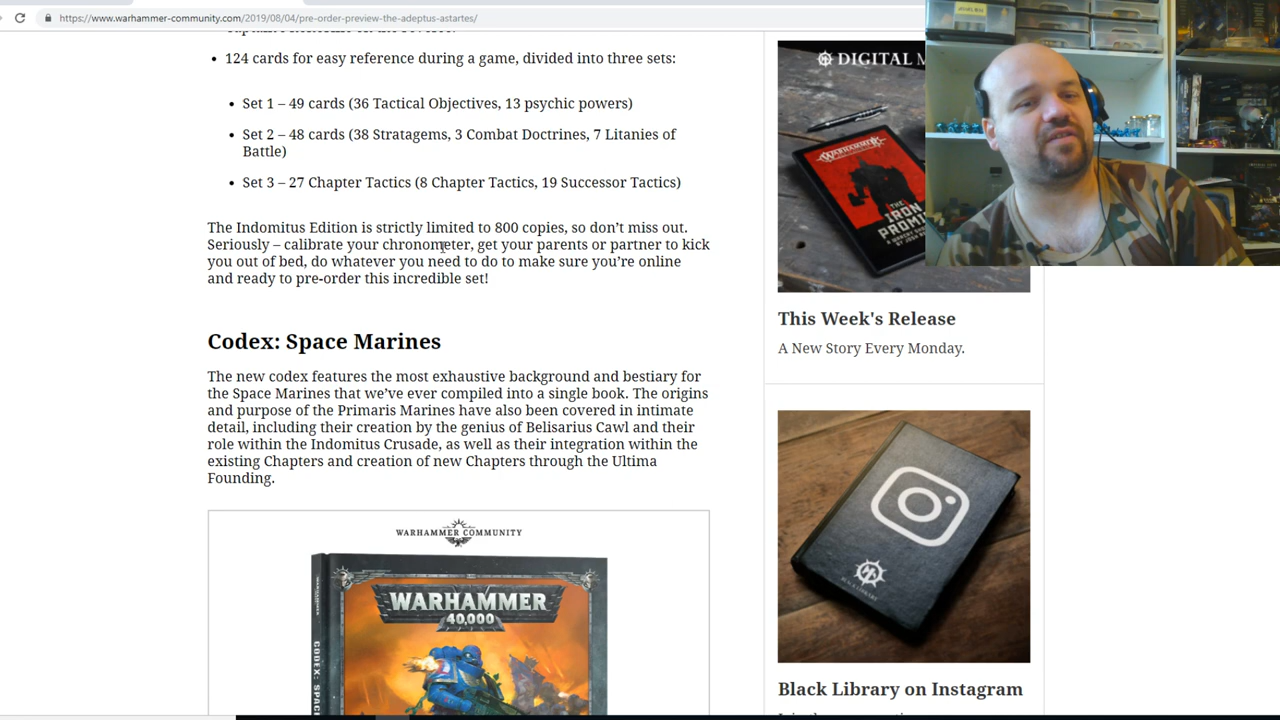 https://www.warhammer-community.com/2019/08/04/pre-order-preview-the-adeptus-astartes/
• 124 cards for easy reference during a game, divided into three sets:
• Set 1 – 49 cards (36 Tactical Objectives, 13 psychic powers)
• Set 2 – 48 cards (38 Stratagems, 3 Combat Doctrines, 7 Litanies of
Battle)
• Set 3 – 27 Chapter Tactics (8 Chapter Tactics, 19 Successor Tactics)
The Indomitus Edition is strictly limited to 800 copies, so don’t miss out.
Seriously – calibrate your chronometer, get your parents or partner to kick
you out of bed, do whatever you need to do to make sure you’re online
and ready to pre-order this incredible set!
Codex: Space Marines
The new codex features the most exhaustive background and bestiary for
the Space Marines that we’ve ever compiled into a single book. The origins
and purpose of the Primaris Marines have also been covered in intimate
detail, including their creation by the genius of Belisarius Cawl and their
role within the Indomitus Crusade, as well as their integration within the
existing Chapters and creation of new Chapters through the Ultima
Founding.
WARHAMMER COMMUNITY
WARHAMMER
40,000
CODEX: SPAC
DIGITAL M
WARHAMMER
THE
IRON
PROMI
This Week's Release
A New Story Every Monday.
BLACK LIBRARY
Black Library on Instagram